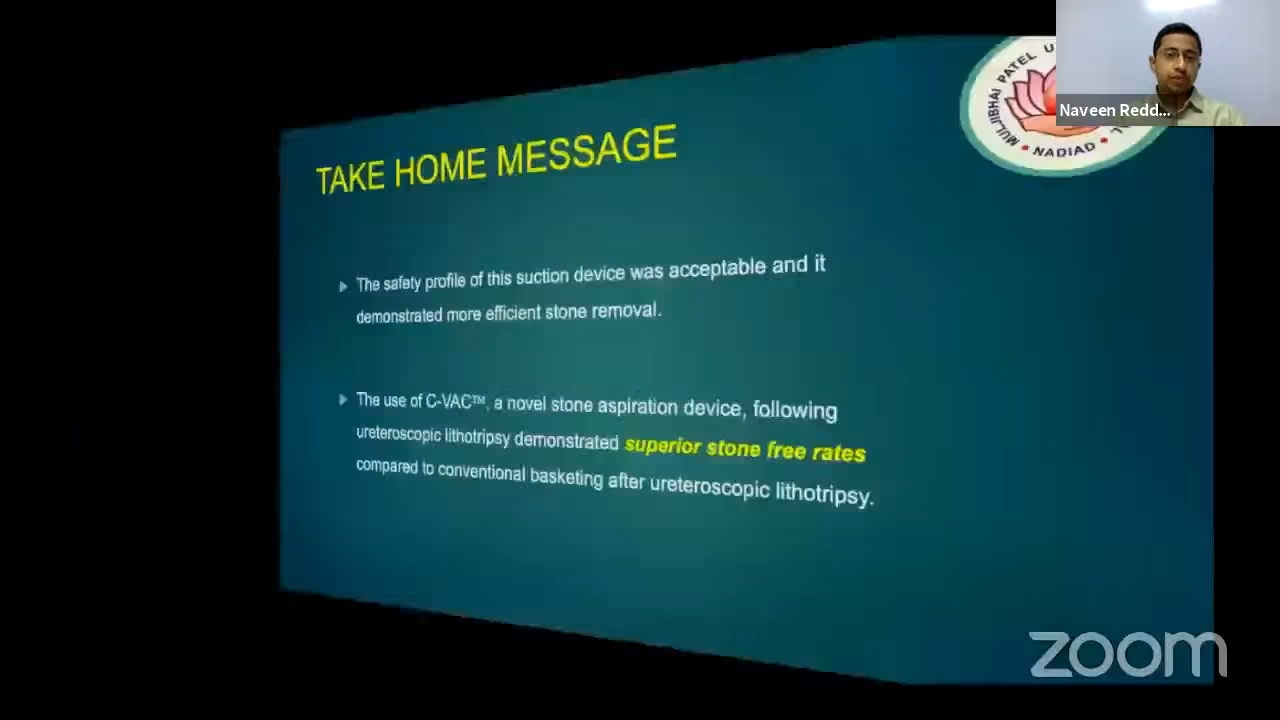 TAKE HOME MESSAGE
The safety profile of this suction device was acceptable and it
demonstrated more efficient stone removal.
The use of C-VAC™, a novel stone aspiration device, following
ureteroscopic lithotripsy demonstrated superior stone free rates
compared to conventional basketing after ureteroscopic lithotripsy.
MULJIBHAI PATEL U
L
• NADIAD •
Naveen Redd...
zoom